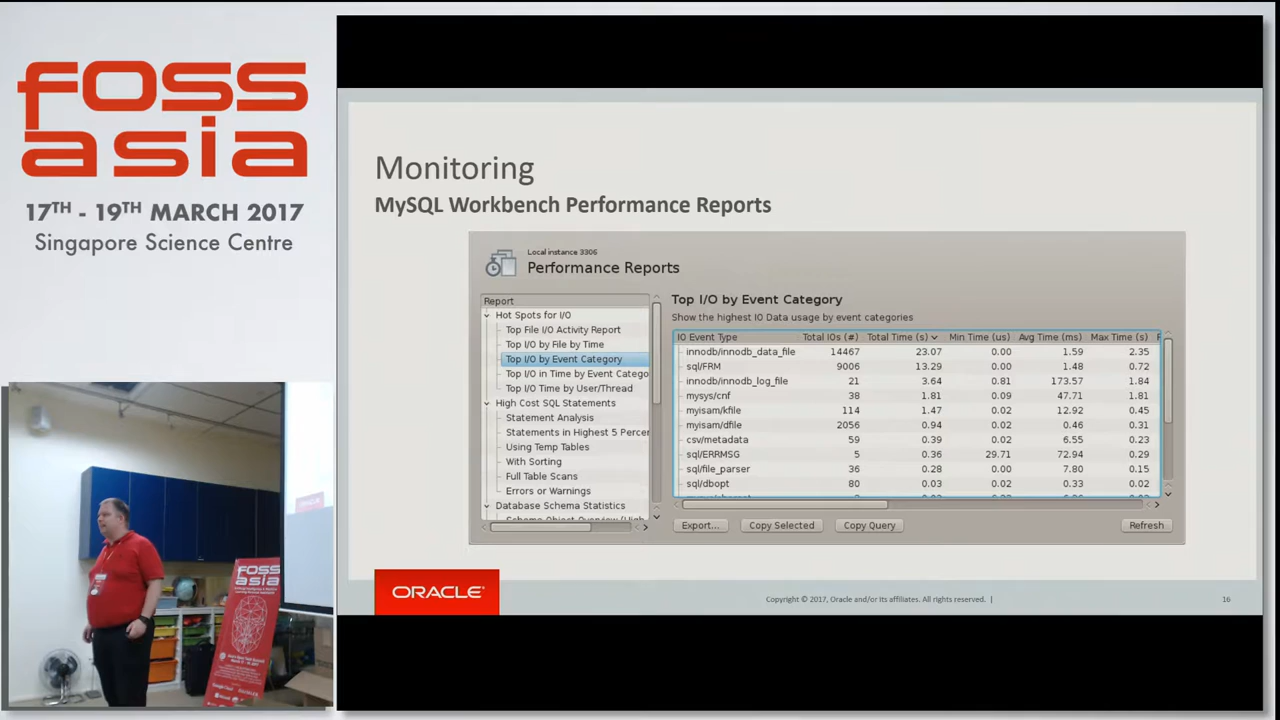 FOSS
asia
17TH - 19TH MARCH 2017
Singapore Science Centre
Monitoring
MySQL Workbench Performance Reports
Local instance 3306
Performance Reports
Report
Hot Spots for I/O
Top File I/O Activity Report
Top I/O by File by Time
Top I/O by Event Category
Top I/O in Time by Event Catego
Top I/O Time by User/Thread
High Cost SQL Statements
Statement Analysis
Statements in Highest 5 Percer
Using Temp Tables
With Sorting
Full Table Scans
Errors or Warnings
Database Schema Statistics
Top I/O by Event Category
Show the highest IO Data usage by event categories
IO Event Type Total IOs (#) Total Time (s) Min Time (us) Avg Time (ms) Max Time (s)
innodb/innodb_data_file 14467 23.07 0.00 1.59 2.35
sql/FRM 9006 13.29 0.00 1.48 0.72
innodb/innodb_log_file 21 3.64 0.81 173.57 1.84
mysys/cnf 38 1.81 0.09 47.71 1.81
myisam/kfile 114 1.47 0.02 12.92 0.45
myisam/dfile 2056 0.94 0.02 0.46 0.31
csv/metadata 59 0.39 0.02 6.55 0.23
sql/ERRMSG 5 0.36 29.71 72.94 0.29
sql/file_parser 36 0.28 0.00 7.80 0.15
sql/dbopt 80 0.03 0.02 0.33 0.02
Export... Copy Selected Copy Query Refresh
ORACLE
Copyright © 2017, Oracle and/or its affiliates. All rights reserved. |
16
FOSS
asia